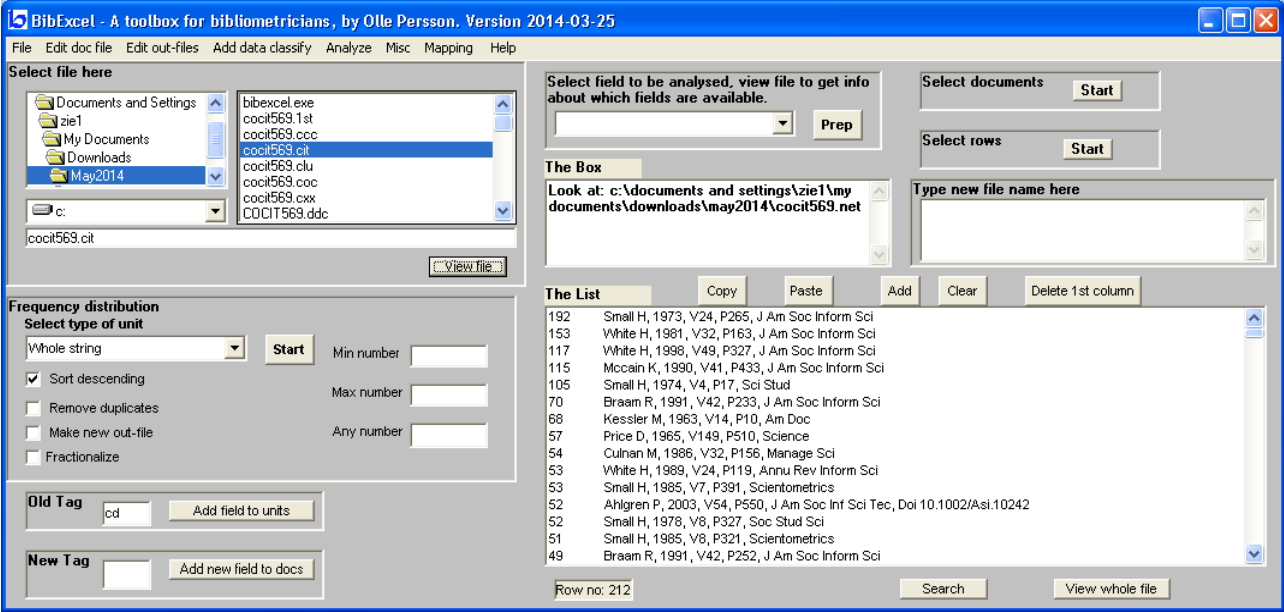 BibExcel - A toolbox for bibliometricians, by Olle Persson. Version 2014-03-25
File Edit doc file Edit out-files Add data classify Analyze Misc Mapping Help
Select file here
Documents and Settings
zie1
My Documents
Downloads
May2014
c:
bibexcel.exe
cocit569.1st
cocit569.ccc
cocit569.cit
cocit569.clu
cocit569.coc
cocit569.cxx
COCIT569.ddc
cocit569.cit
View file
Frequency distribution
Select type of unit
Whole string
Start
Sort descending
Remove duplicates
Make new out-file
Fractionalize
Min number
Max number
Any number
Old Tag
cd
Add field to units
New Tag
Add new field to docs
Select field to be analysed, view file to get info
about which fields are available.
Prep
Select documents
Start
Select rows
Start
The Box
Look at: c:\documents and settings\zie1\my
documents\downloads\may2014\cocit569.net
Type new file name here
The List
Copy
Paste
Add
Clear
Delete 1st column
192 Small H, 1973, V24, P265, J Am Soc Inform Sci
153 White H, 1981, V32, P163, J Am Soc Inform Sci
117 White H, 1998, V49, P327, J Am Soc Inform Sci
115 Mccain K, 1990, V41, P433, J Am Soc Inform Sci
105 Small H, 1974, V4, P17, Sci Stud
70 Braam R, 1991, V42, P233, J Am Soc Inform Sci
68 Kessler M, 1963, V14, P10, Am Doc
57 Price D, 1965, V149, P510, Science
54 Culnan M, 1986, V32, P156, Manage Sci
53 White H, 1989, V24, P119, Annu Rev Inform Sci
53 Small H, 1985, V7, P391, Scientometrics
52 Ahlgren P, 2003, V54, P550, J Am Soc Inf Sci Tec, Doi 10.1002/Asi.10242
52 Small H, 1978, V8, P327, Soc Stud Sci
51 Small H, 1985, V8, P321, Scientometrics
49 Braam R, 1991, V42, P252, J Am Soc Inform Sci
Row no: 212
Search
View whole file